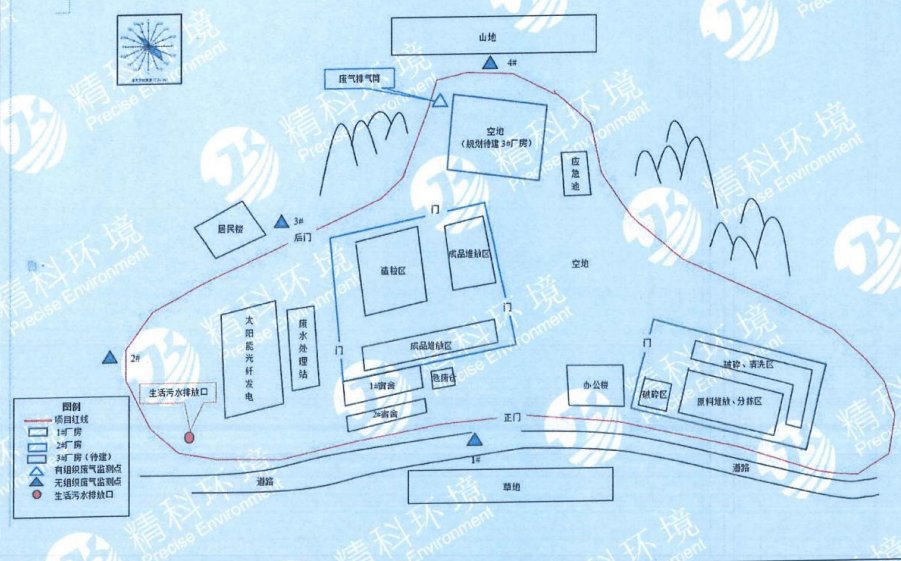 山地
4#
废气排气筒
空地
(规划待建 3#厂房)
应急池
居民楼
3#
后门
门
造粒区
成品堆放区
空地
门
太阳能光纤发电
废水处理站
门
成品堆放区
门
破碎、清洗区
2#
生活污水排放口
1#宿舍
危废仓
办公楼
破碎区
原料堆放、分拣区
2#宿舍
正门
图例
项目红线
1#厂房
2#厂房
3#厂房(待建)
有组织废气监测点
无组织废气监测点
生活污水排放口
1#
道路
道路
草地
精科环境
Precise Environment